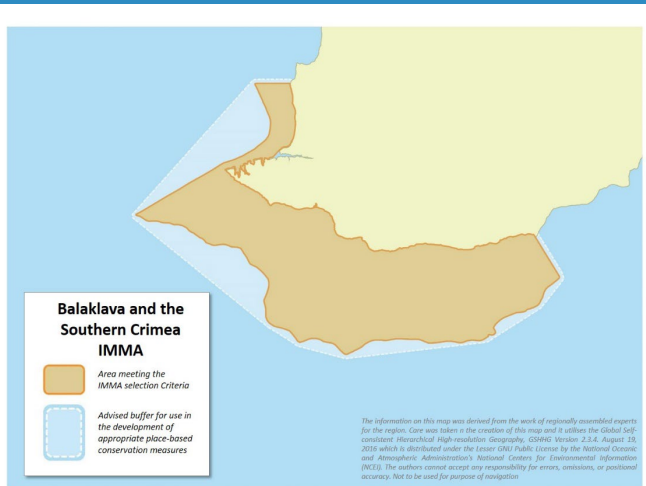 Balaklava and the
Southern Crimea
IMMA
Area meeting the
IMMA selection Criteria
Advised buffer for use in
the development of
appropriate place-based
conservation measures
The information on this map was derived from the work of regionally assembled experts
for the region. Care was taken n the creation of this map and it utilises the Global Self-
consistent Hierarchical High-resolution Geography, GSHHG Version 2.3.4. August 19,
2016 which is distributed under the Lesser GNU Public License by the National Oceanic
and Atmospheric Administration's National Centers for Environmental Information
(NCEI). The authors cannot accept any responsibility for errors, omissions, or positional
accuracy. Not to be used for purpose of navigation